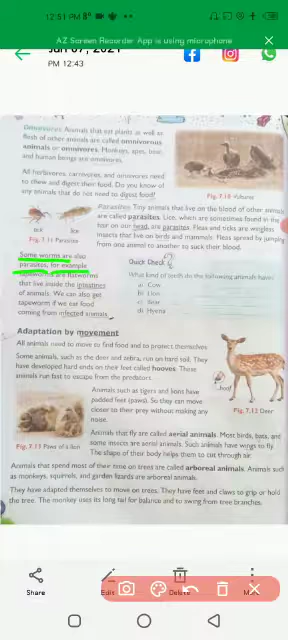 12:51 PM
AZ Screen Recorder App is using microphone
Jan 07, 2021
PM 12:43
Omnivores: Animals that eat plants as well as
flesh of other animals are called omnivorous
animals or omnivores. Monkeys, apes, bear,
and human beings are omnivores.
All herbivores, carnivores, and omnivores need
to chew and digest their food. Do you know of
any animals that do not need to digest food?
Fig. 7.10 Vultures
Parasites: Tiny animals that live on the blood of other animals
are called parasites. Lice, which are sometimes found in the
hair on our head, are parasites. Fleas and ticks are wingless
insects that live on birds and mammals. Fleas spread by jumping
from one animal to another to suck their blood.
tick
lice
Fig. 7.11 Parasites
Some worms are also
parasites, for example
tapeworms are flatworms
that live inside the intestines
of animals. We can also get
tapeworm if we eat food
coming from infected animals.
Quick Check
What kind of teeth do the following animals have?
a) Cow
b) Lion
c) Bear
d) Hyena
Adaptation by movement
All animals need to move to find food and to protect themselves.
Some animals, such as the deer and zebra, run on hard soil. They
have developed hard ends on their feet called hooves. These
animals run fast to escape from the predators.
hoof
Fig. 7.12 Deer
Animals such as tigers and lions have
padded feet (paws). So they can move
closer to their prey without making any
noise.
Animals that fly are called aerial animals. Most birds, bats, and
some insects are aerial animals. Such animals have wings to fly.
The shape of their body helps them to cut through air.
Fig. 7.13 Paws of a lion
Animals that spend most of their time on trees are called arboreal animals. Animals such
as monkeys, squirrels, and garden lizards are arboreal animals.
They have adapted themselves to move on trees. They have feet and claws to grip or hold
the tree. The monkey uses its long tail for balance and to swing from tree branches.
Share
Edit
Delete
More